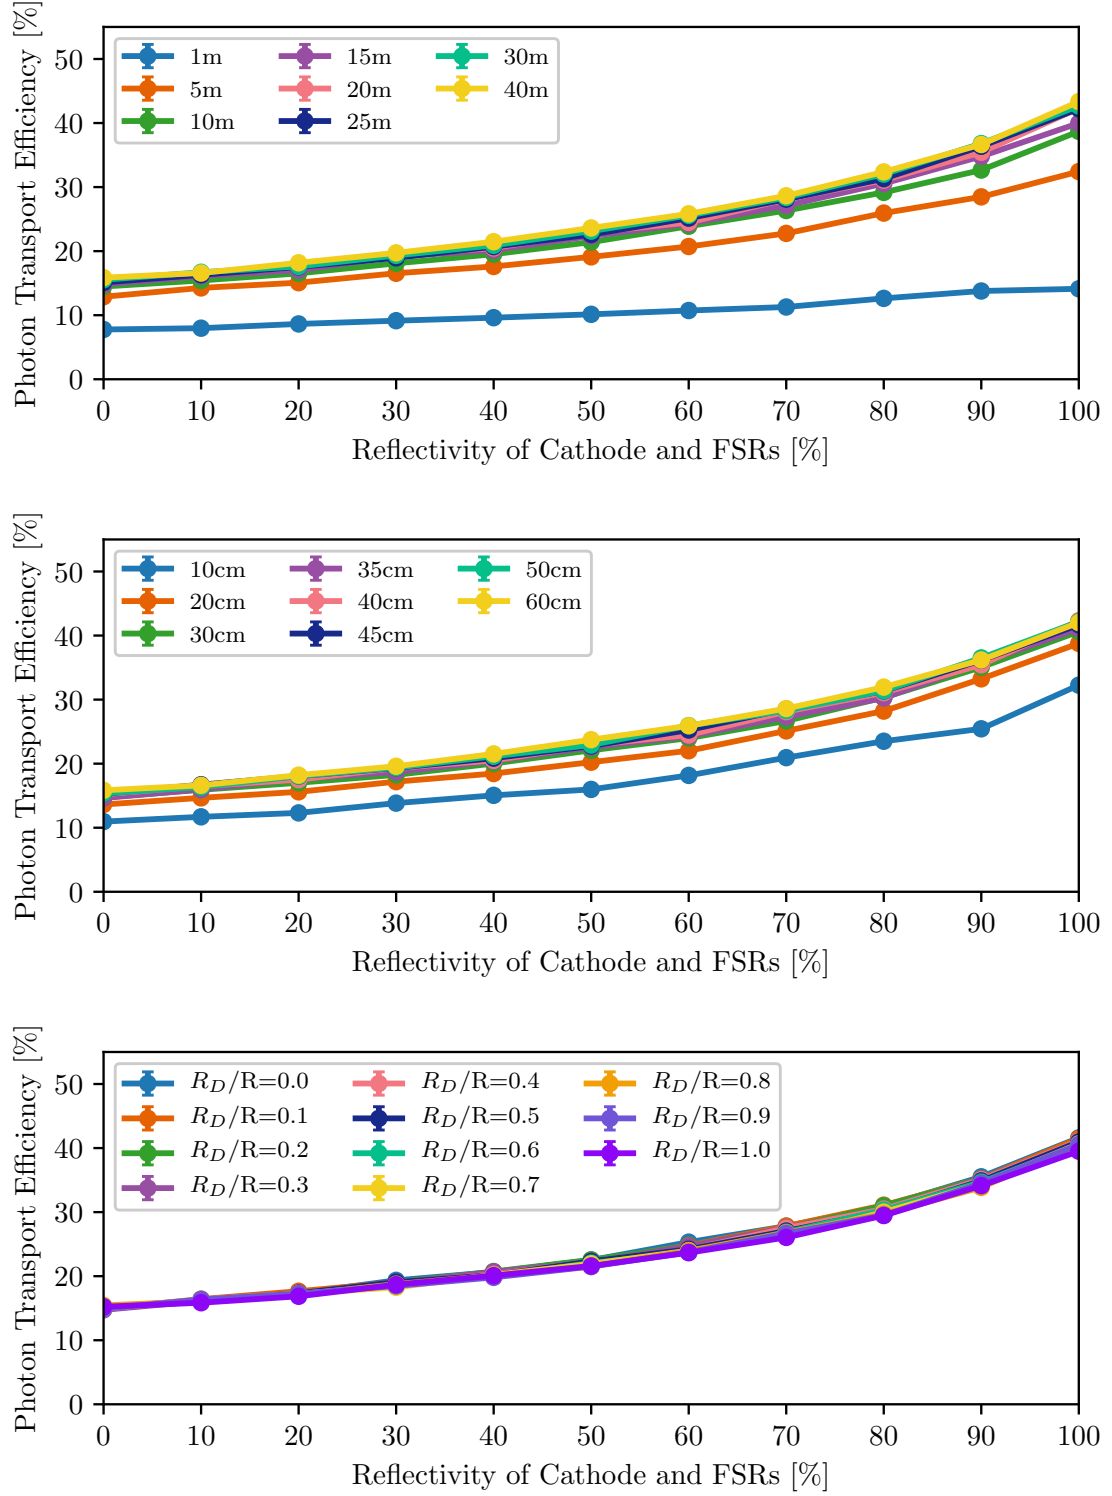 Photon Transport Efficiency [%]
50
40
30
20
10
0
1m
5m
10m
15m
20m
25m
30m
40m
0 10 20 30 40 50 60 70 80 90 100
Reflectivity of Cathode and FSRs [%]
Photon Transport Efficiency [%]
50
40
30
20
10
0
10cm
20cm
30cm
35cm
40cm
45cm
50cm
60cm
0 10 20 30 40 50 60 70 80 90 100
Reflectivity of Cathode and FSRs [%]
Photon Transport Efficiency [%]
50
40
30
20
10
0
R_D/R=0.0
R_D/R=0.1
R_D/R=0.2
R_D/R=0.3
R_D/R=0.4
R_D/R=0.5
R_D/R=0.6
R_D/R=0.7
R_D/R=0.8
R_D/R=0.9
R_D/R=1.0
0 10 20 30 40 50 60 70 80 90 100
Reflectivity of Cathode and FSRs [%]